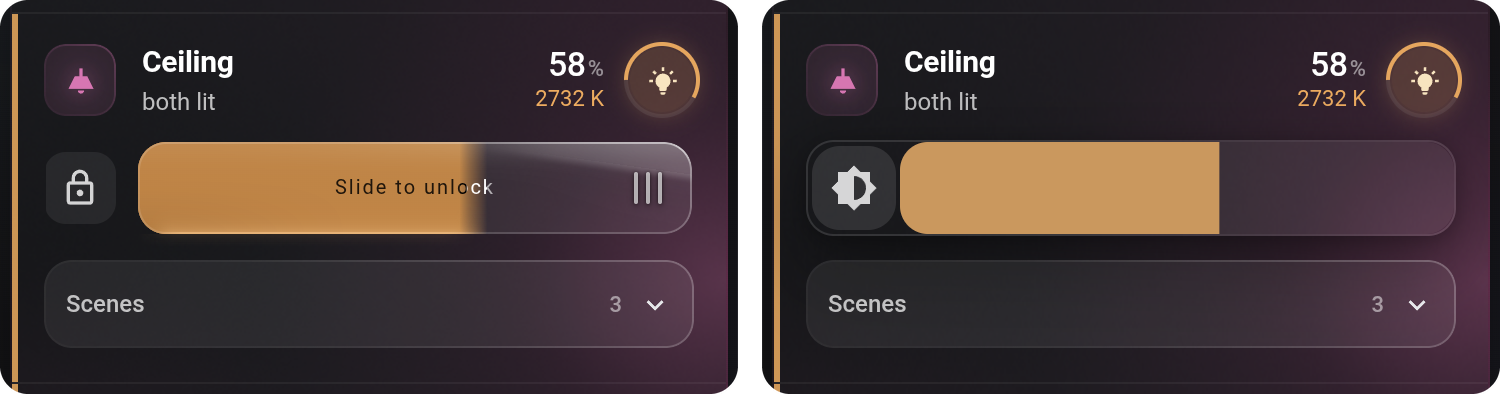 Ceiling
both lit
58%
2732 K
Slide to unlock
Scenes
3
Ceiling
both lit
58%
2732 K
Scenes
3